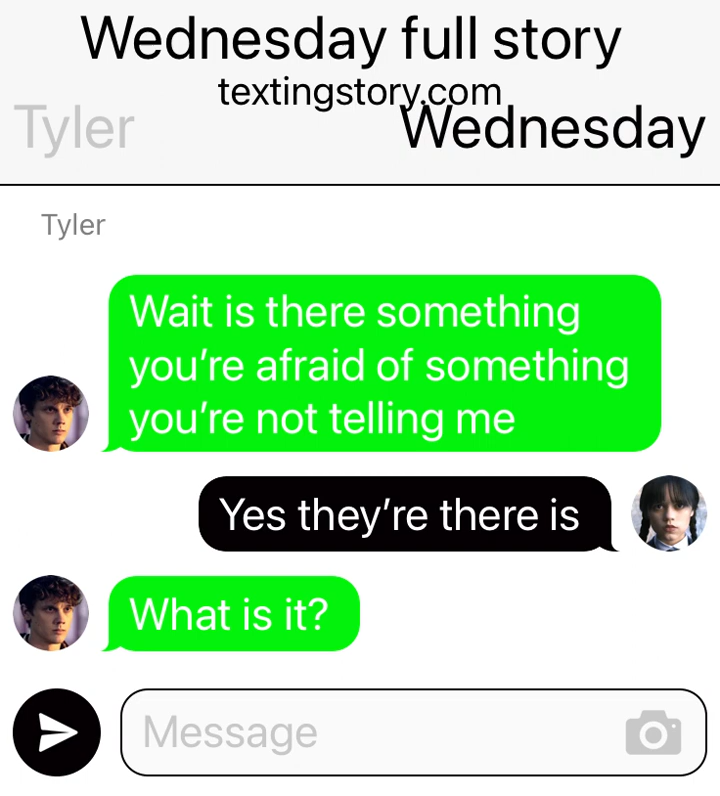 Wednesday full story
textingstory.com
Tyler
Wednesday
Tyler
Wait is there something
you’re afraid of something
you’re not telling me
Yes they’re there is
What is it?
Message